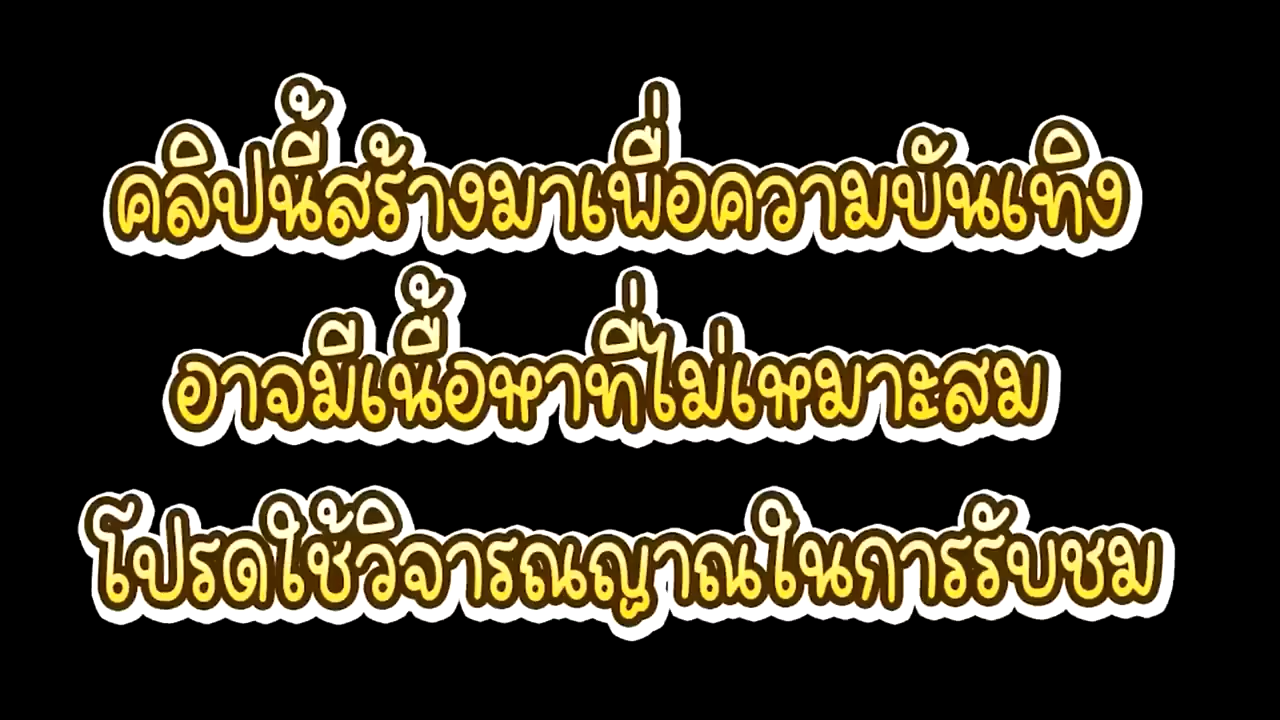 คลิปนี้สร้างมาเพื่อความบันเทิง
อาจมีเนื้อหาที่ไม่เหมาะสม
โปรดใช้วิจารณญาณในการรับชม